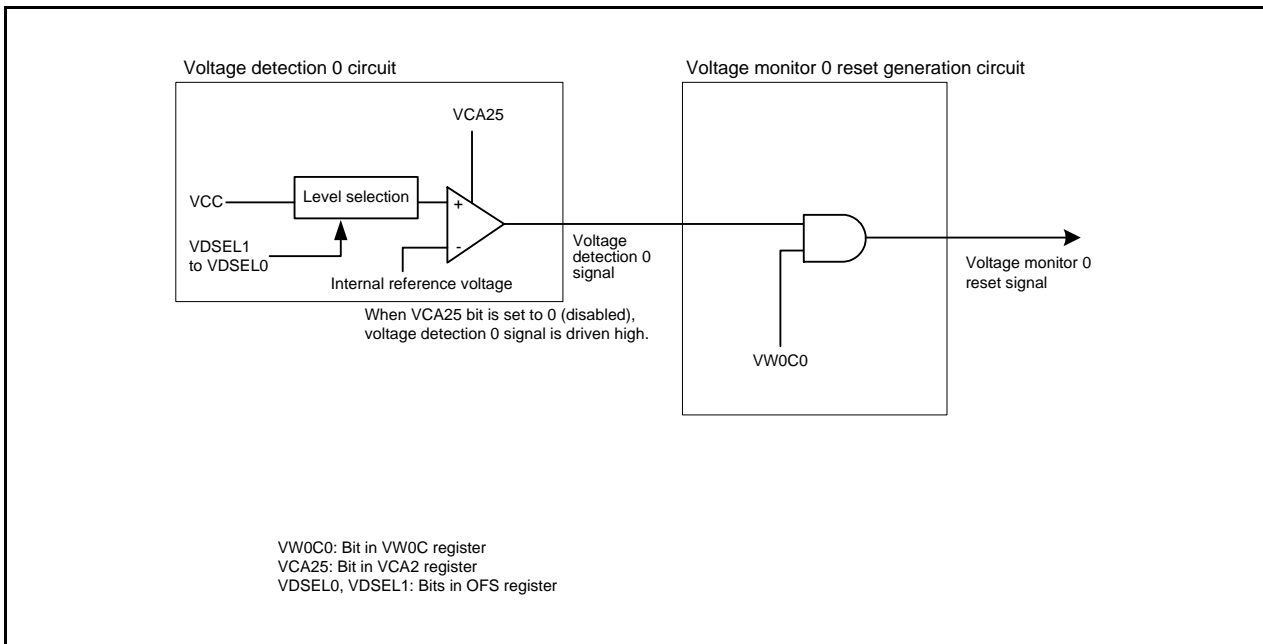 Voltage detection 0 circuit
Voltage monitor 0 reset generation circuit
VCA25
VCC
Level selection
+
-
VDSEL1
to VDSEL0
Internal reference voltage
Voltage
detection 0
signal
When VCA25 bit is set to 0 (disabled),
voltage detection 0 signal is driven high.
VW0C0
Voltage monitor 0
reset signal
VW0C0: Bit in VW0C register
VCA25: Bit in VCA2 register
VDSEL0, VDSEL1: Bits in OFS register